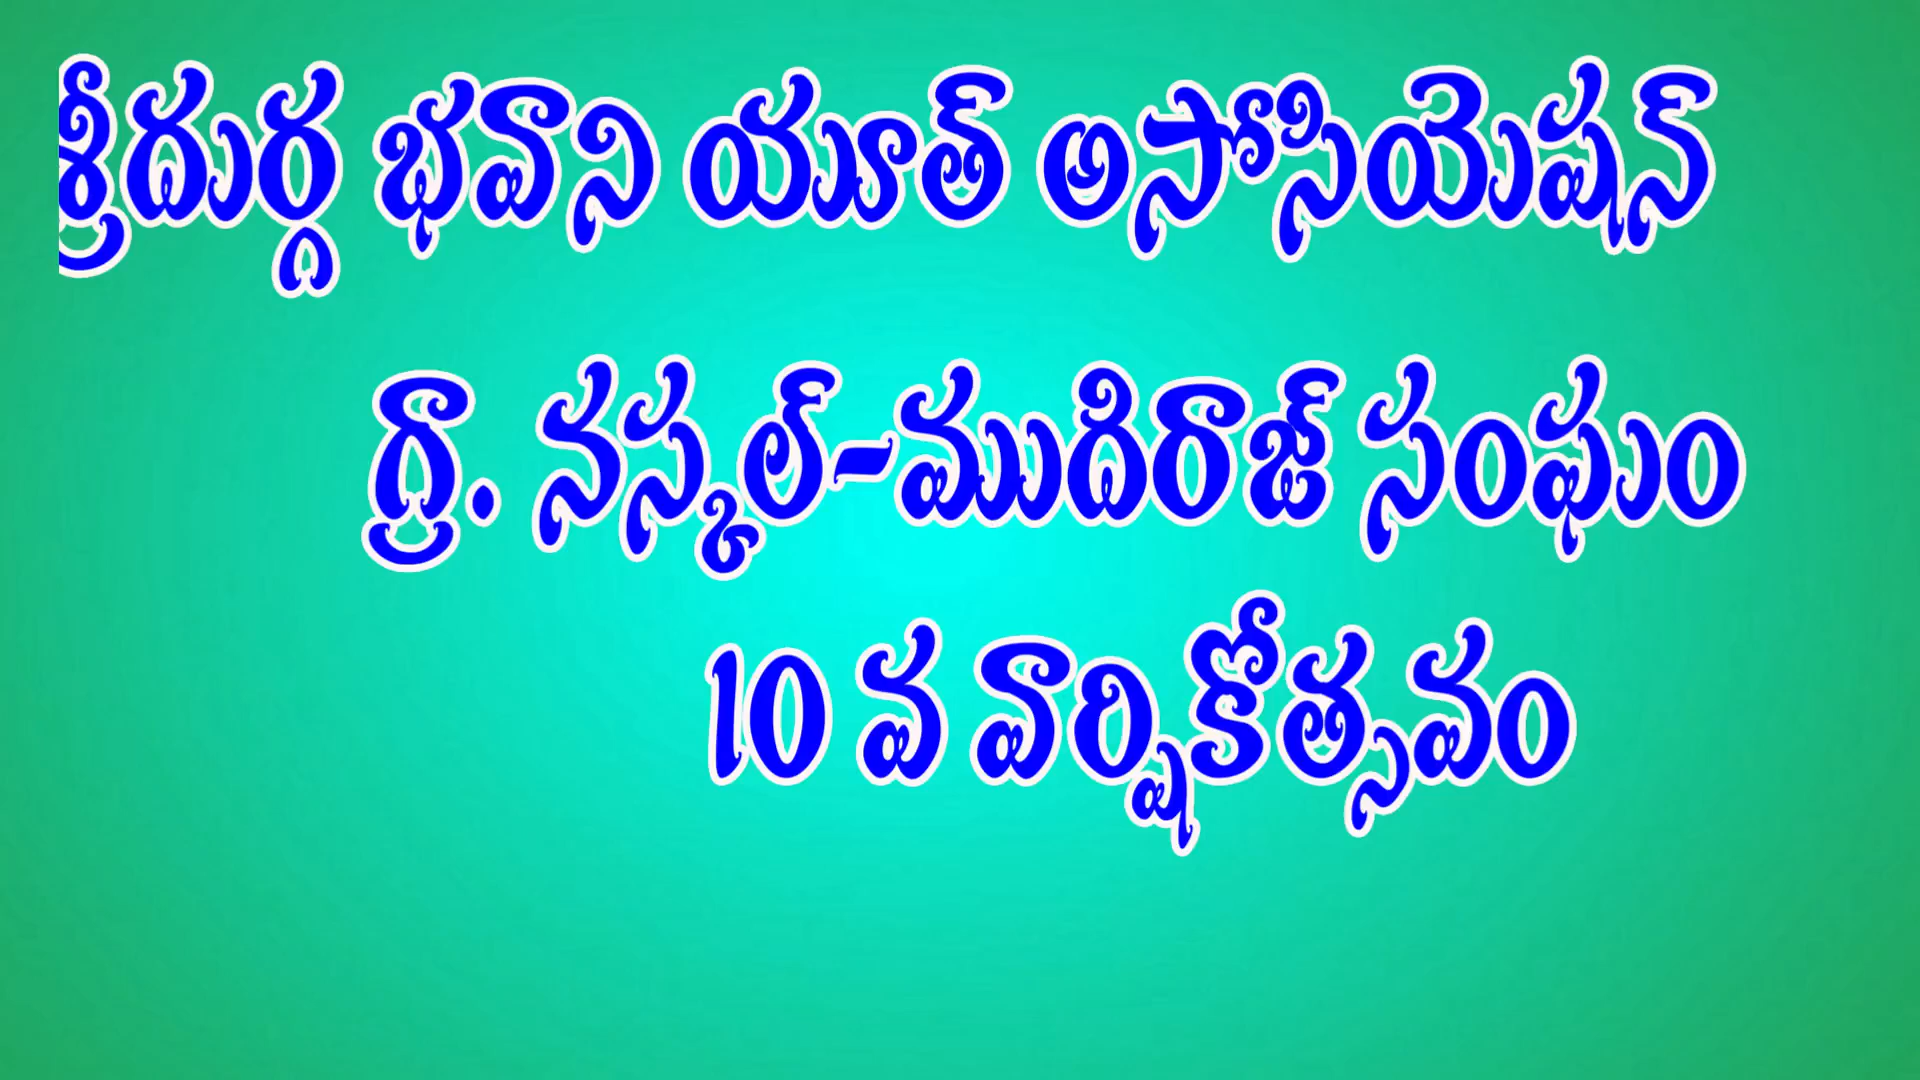 శ్రీదుర్గ భవాని యూత్ అసోసియెషన్
గ్రా. నస్కల్-ముదిరాజ్ సంఘం
10 వ వార్షికోత్సవం